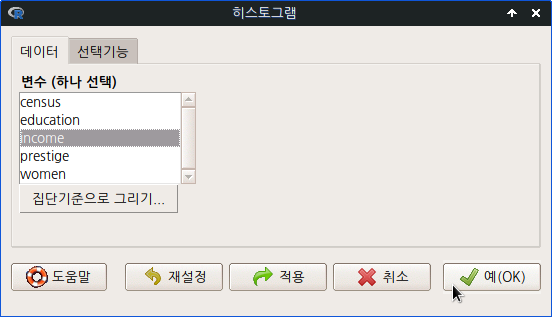 히스토그램
데이터 선택기능
변수 (하나 선택)
census
education
income
prestige
women
집단기준으로 그리기...
도움말 재설정 적용 취소 예(OK)